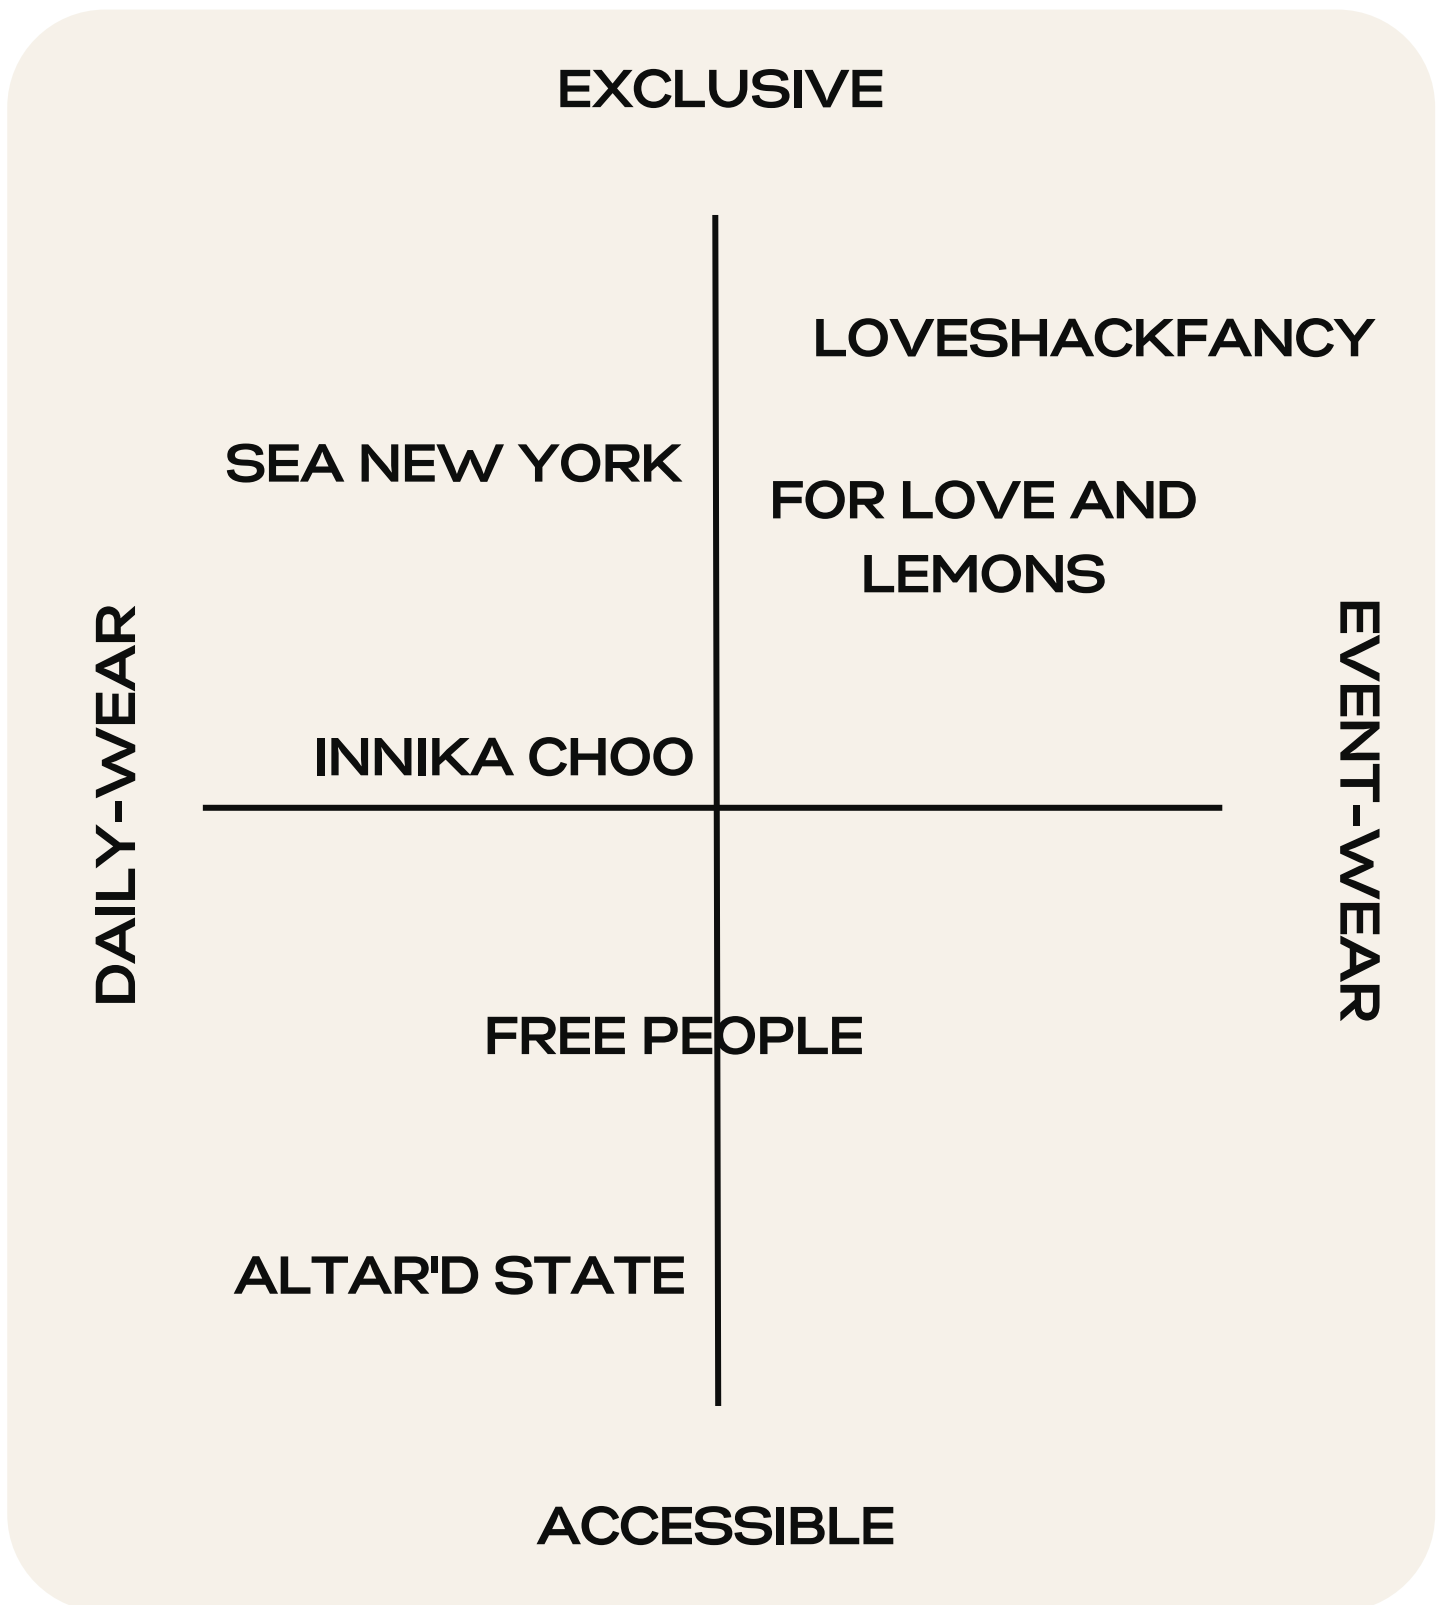 EXCLUSIVE
LOVESHACKFANCY
SEA NEW YORK
FOR LOVE AND
LEMONS
DAILY-WEAR
EVENT-WEAR
INNIKA CHOO
FREE PEOPLE
ALTAR'D STATE
ACCESSIBLE